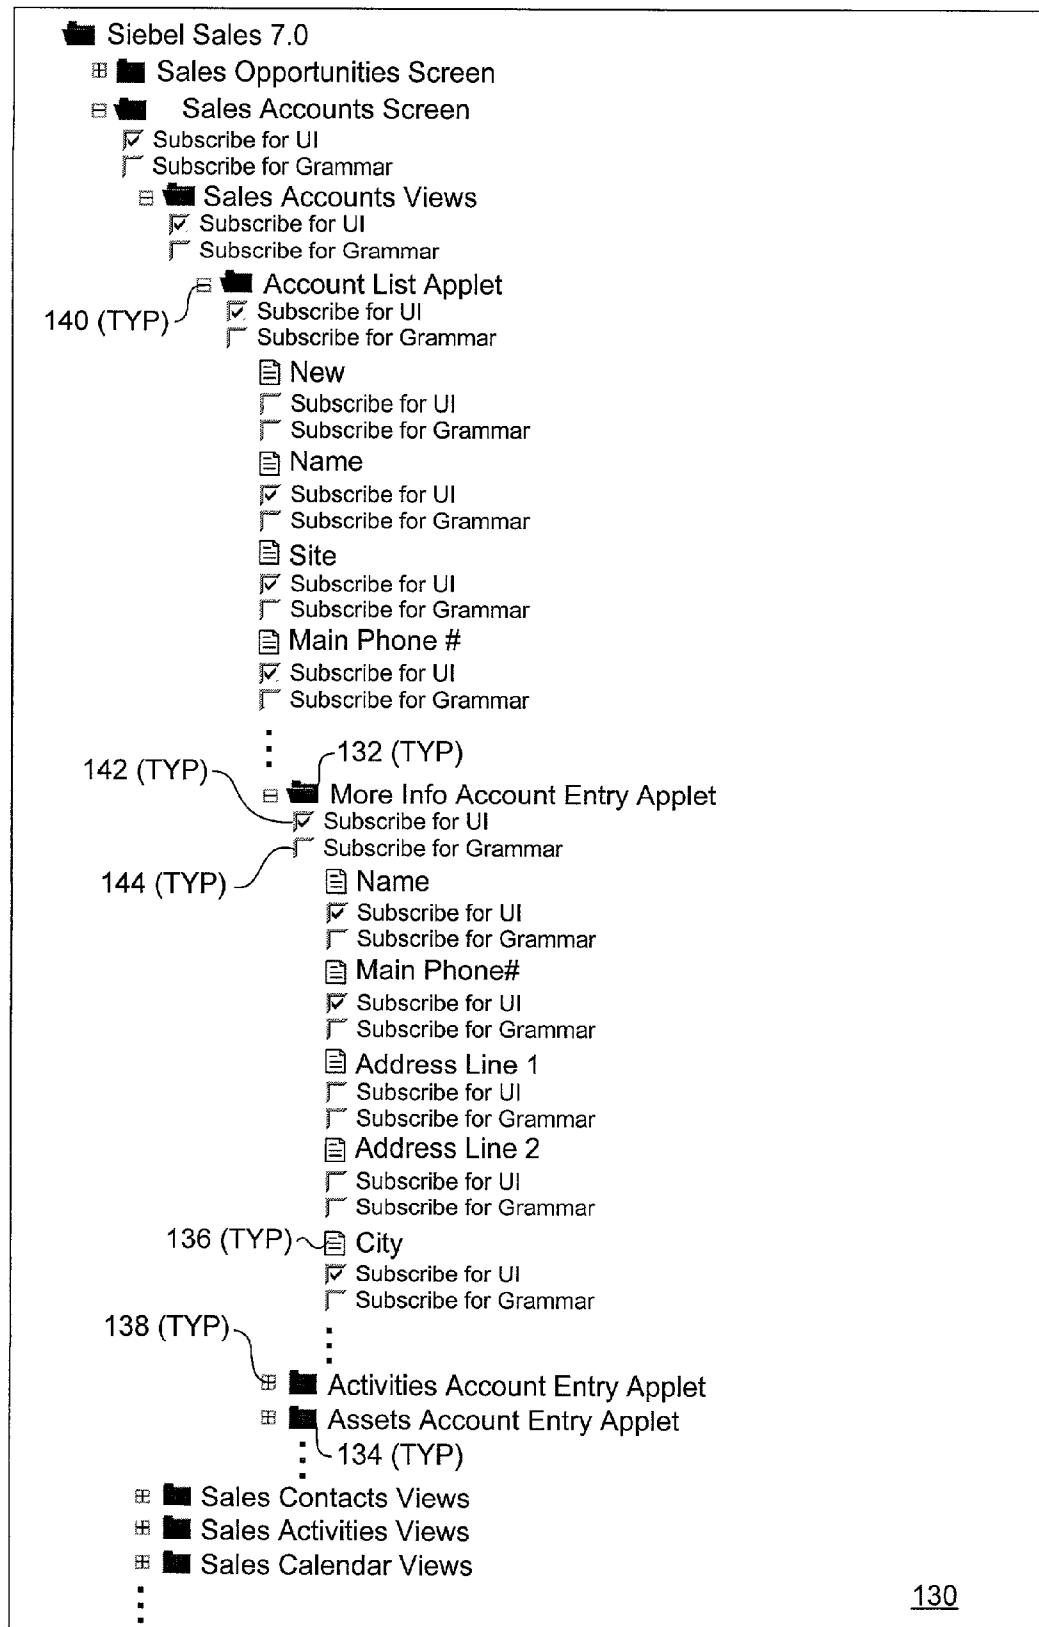 Siebel Sales 7.0
Sales Opportunities Screen
Sales Accounts Screen
Subscribe for UI
Subscribe for Grammar
Sales Accounts Views
Subscribe for UI
Subscribe for Grammar
Account List Applet
140 (TYP)
Subscribe for UI
Subscribe for Grammar
New
Subscribe for UI
Subscribe for Grammar
Name
Subscribe for UI
Subscribe for Grammar
Site
Subscribe for UI
Subscribe for Grammar
Main Phone #
Subscribe for UI
Subscribe for Grammar
132 (TYP)
142 (TYP)
More Info Account Entry Applet
Subscribe for UI
Subscribe for Grammar
144 (TYP)
Name
Subscribe for UI
Subscribe for Grammar
Main Phone#
Subscribe for UI
Subscribe for Grammar
Address Line 1
Subscribe for UI
Subscribe for Grammar
Address Line 2
Subscribe for UI
Subscribe for Grammar
136 (TYP)
City
Subscribe for UI
Subscribe for Grammar
138 (TYP)
Activities Account Entry Applet
Assets Account Entry Applet
134 (TYP)
Sales Contacts Views
Sales Activities Views
Sales Calendar Views
130